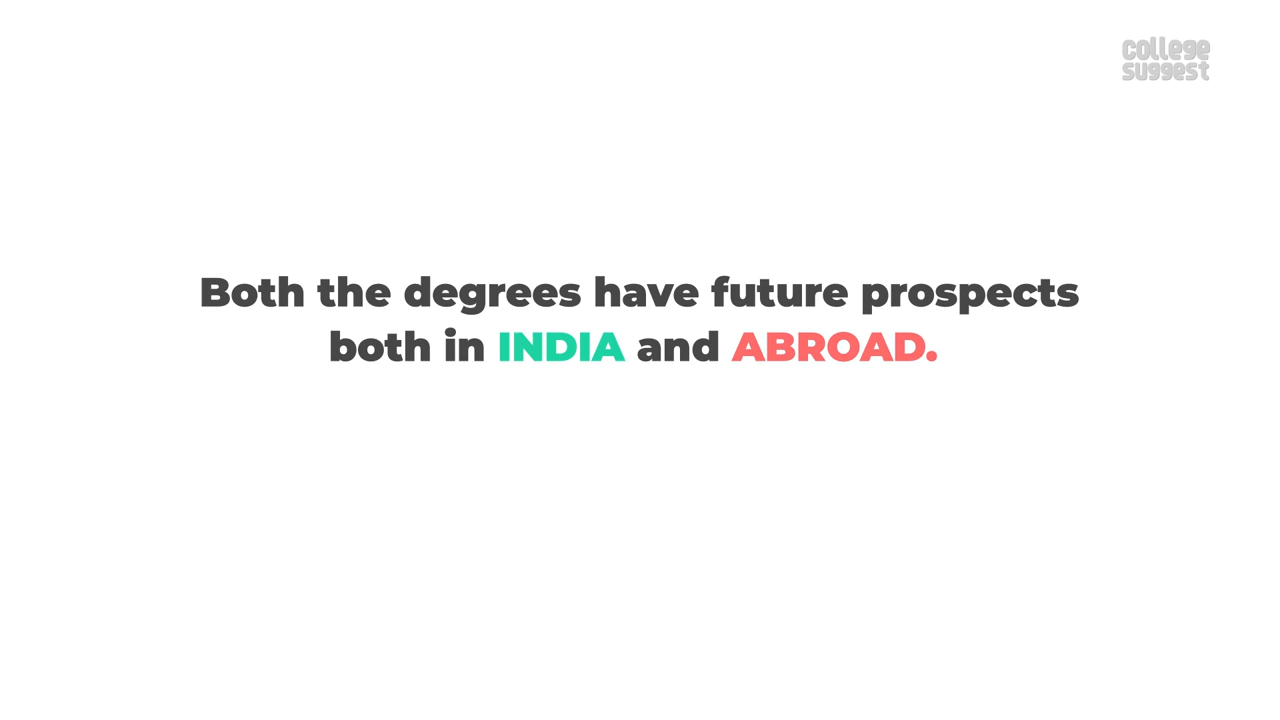 college
suggest
Both the degrees have future prospects
both in INDIA and ABROAD.